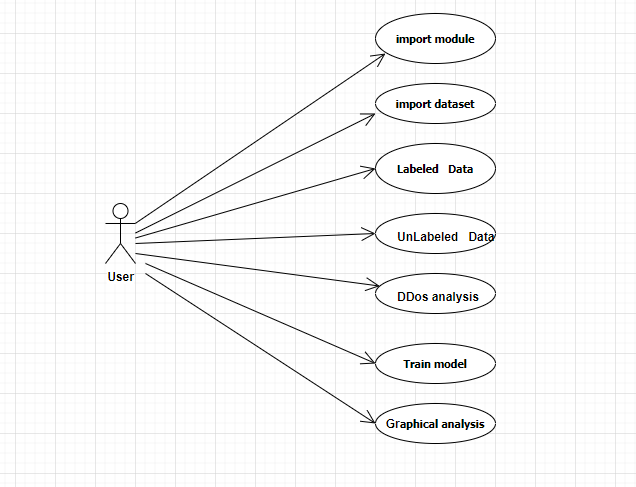 import module
import dataset
Labeled Data
UnLabeled Data
User
DDos analysis
Train model
Graphical analysis